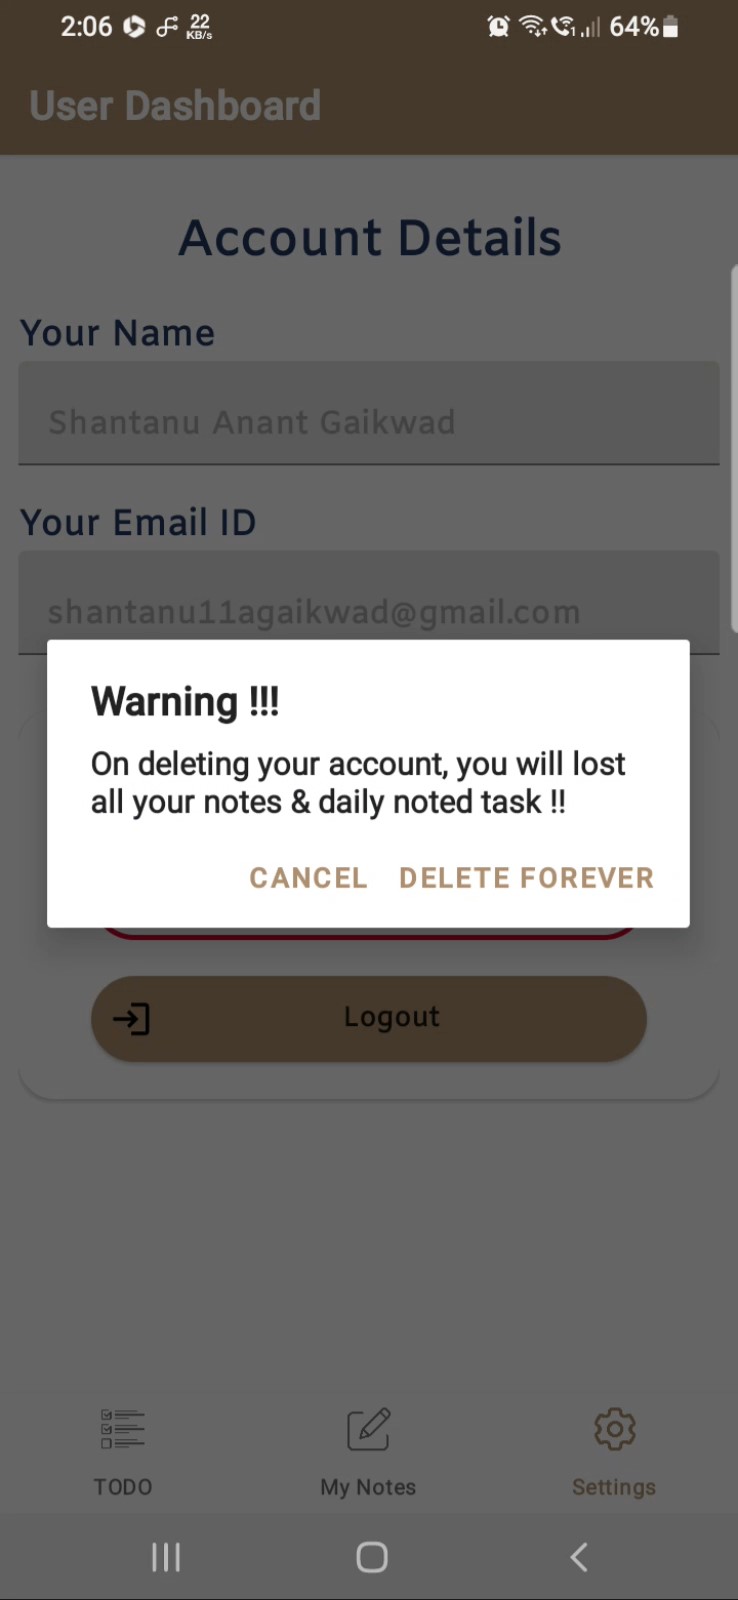 2:06 22 KB/s 1 64%
User Dashboard
Account Details
Your Name
Shantanu Anant Gaikwad
Your Email ID
shantanu11agaikwad@gmail.com
Warning !!!
On deleting your account, you will lost
all your notes & daily noted task !!
CANCEL DELETE FOREVER
Logout
TODO My Notes Settings